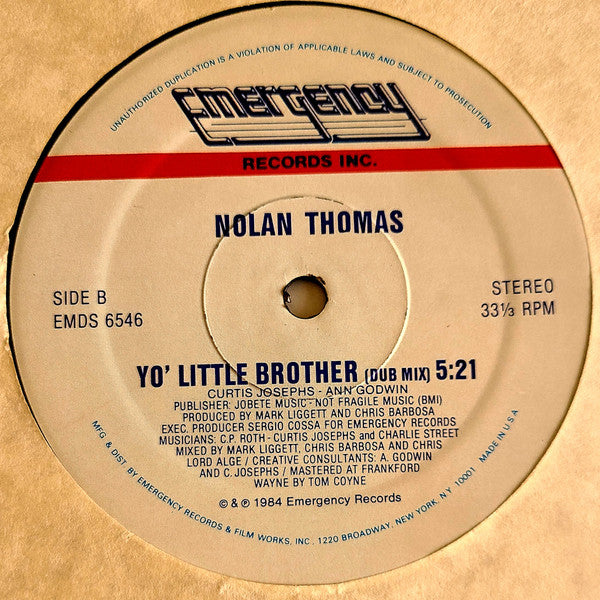 UNAUTHORIZED DUPLICATION IS A VIOLATION OF APPLICABLE LAWS AND SUBJECT TO PROSECUTION
Emergency
RECORDS INC.
NOLAN THOMAS
SIDE B
EMDS 6546
STEREO
33⅓ RPM
YO' LITTLE BROTHER (DUB MIX) 5:21
CURTIS JOSEPHS - ANN GODWIN
PUBLISHER: JOBETE MUSIC - NOT FRAGILE MUSIC (BMI)
PRODUCED BY MARK LIGGETT AND CHRIS BARBOSA
EXEC. PRODUCER SERGIO COSSA FOR EMERGENCY RECORDS
MUSICIANS: C.P. ROTH - CURTIS JOSEPHS and CHARLIE STREET
MIXED BY MARK LIGGETT, CHRIS BARBOSA AND CHRIS
LORD ALGE / CREATIVE CONSULTANTS: A. GODWIN
AND C. JOSEPHS / MASTERED AT FRANKFORD
WAYNE BY TOM COYNE
© & ℗ 1984 Emergency Records
MFG & DIST. BY EMERGENCY RECORDS & FILM WORKS, INC., 1220 BROADWAY, NEW YORK, N.Y. 10001 MADE IN U.S.A